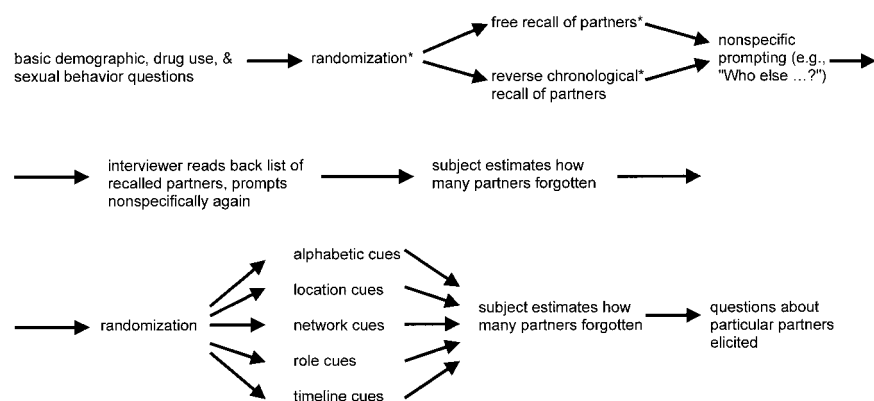 basic demographic, drug use, &
sexual behavior questions
randomization*
free recall of partners*
reverse chronological*
recall of partners
nonspecific
prompting (e.g.,
"Who else ...?")
interviewer reads back list of
recalled partners, prompts
nonspecifically again
subject estimates how
many partners forgotten
randomization
alphabetic cues
location cues
network cues
role cues
timeline cues
subject estimates how
many partners forgotten
questions about
particular partners
elicited